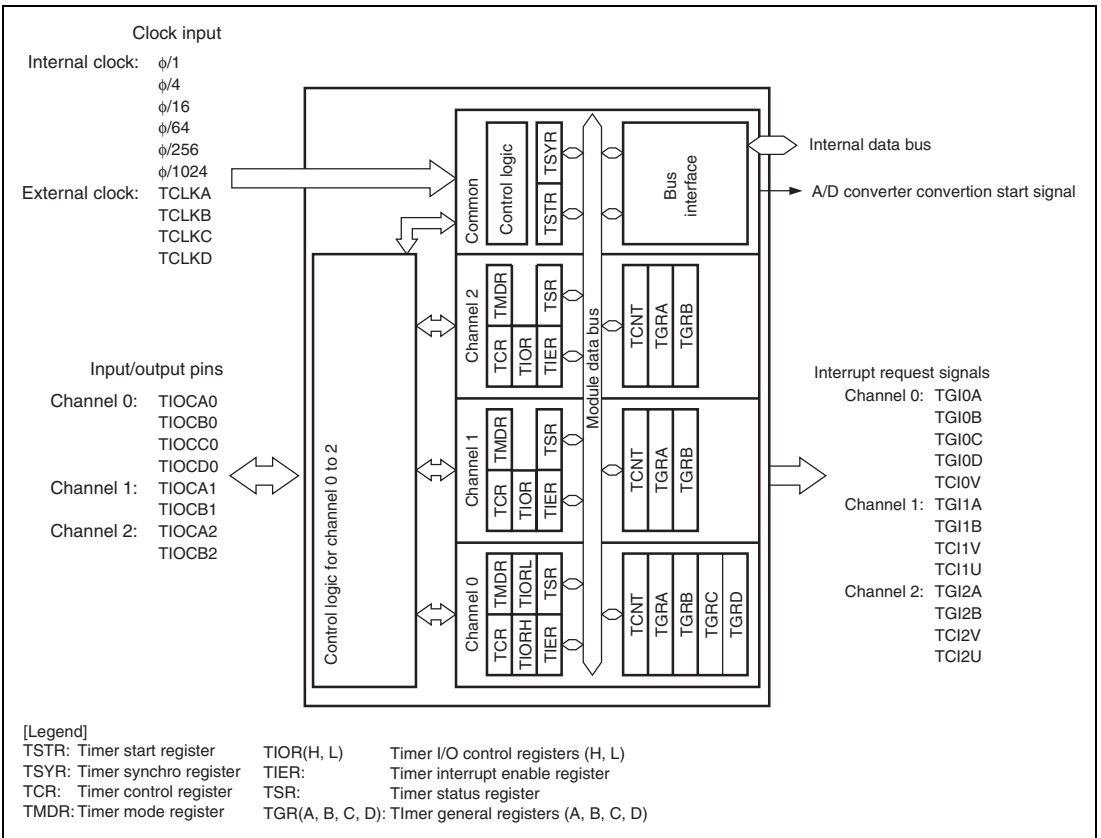 Clock input
Internal clock: ϕ/1
ϕ/4
ϕ/16
ϕ/64
ϕ/256
ϕ/1024
External clock: TCLKA
TCLKB
TCLKC
TCLKD
Input/output pins
Channel 0: TIOCA0
TIOCB0
TIOCC0
TIOCD0
Channel 1: TIOCA1
TIOCB1
Channel 2: TIOCA2
TIOCB2
Control logic for channel 0 to 2
Common
Control logic
TSYR
TSTR
Bus
interface
Module data bus
Channel 2
TMDR
TSR
TCR
TIOR
TIER
TCNT
TGRA
TGRB
Channel 1
TMDR
TSR
TCR
TIOR
TIER
TCNT
TGRA
TGRB
Channel 0
TMDR
TIORL
TSR
TCR
TIORH
TIER
TCNT
TGRA
TGRB
TGRC
TGRD
Internal data bus
A/D converter convertion start signal
Interrupt request signals
Channel 0: TGI0A
TGI0B
TGI0C
TGI0D
TCI0V
Channel 1: TGI1A
TGI1B
TCI1V
TCI1U
Channel 2: TGI2A
TGI2B
TCI2V
TCI2U
[Legend]
TSTR: Timer start register TIOR(H, L) Timer I/O control registers (H, L)
TSYR: Timer synchro register TIER: Timer interrupt enable register
TCR: Timer control register TSR: Timer status register
TMDR: Timer mode register TGR(A, B, C, D): TImer general registers (A, B, C, D)